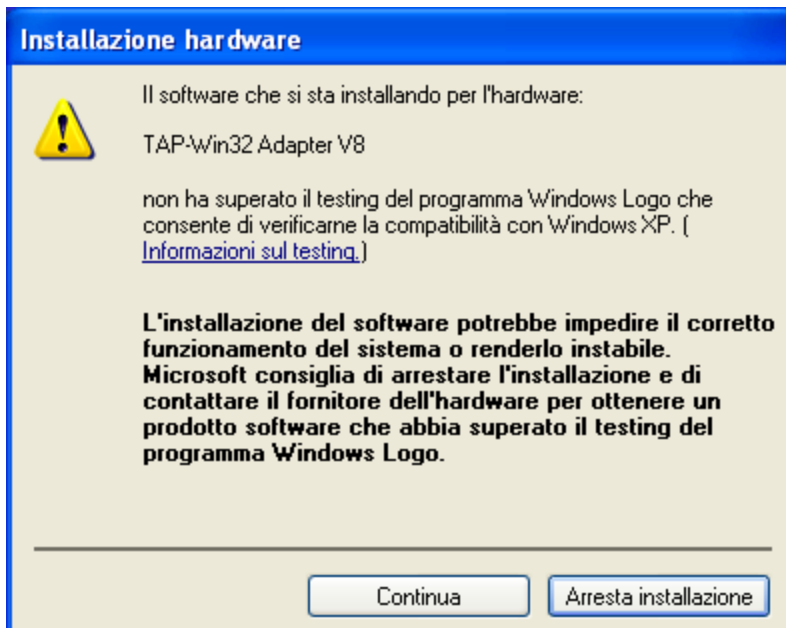 Installazione hardware
Il software che si sta installando per l'hardware:
TAP-Win32 Adapter V8
non ha superato il testing del programma Windows Logo che
consente di verificarne la compatibilità con Windows XP. (
Informazioni sul testing.)
L'installazione del software potrebbe impedire il corretto
funzionamento del sistema o renderlo instabile.
Microsoft consiglia di arrestare l'installazione e di
contattare il fornitore dell'hardware per ottenere un
prodotto software che abbia superato il testing del
programma Windows Logo.
Continua
Arresta installazione